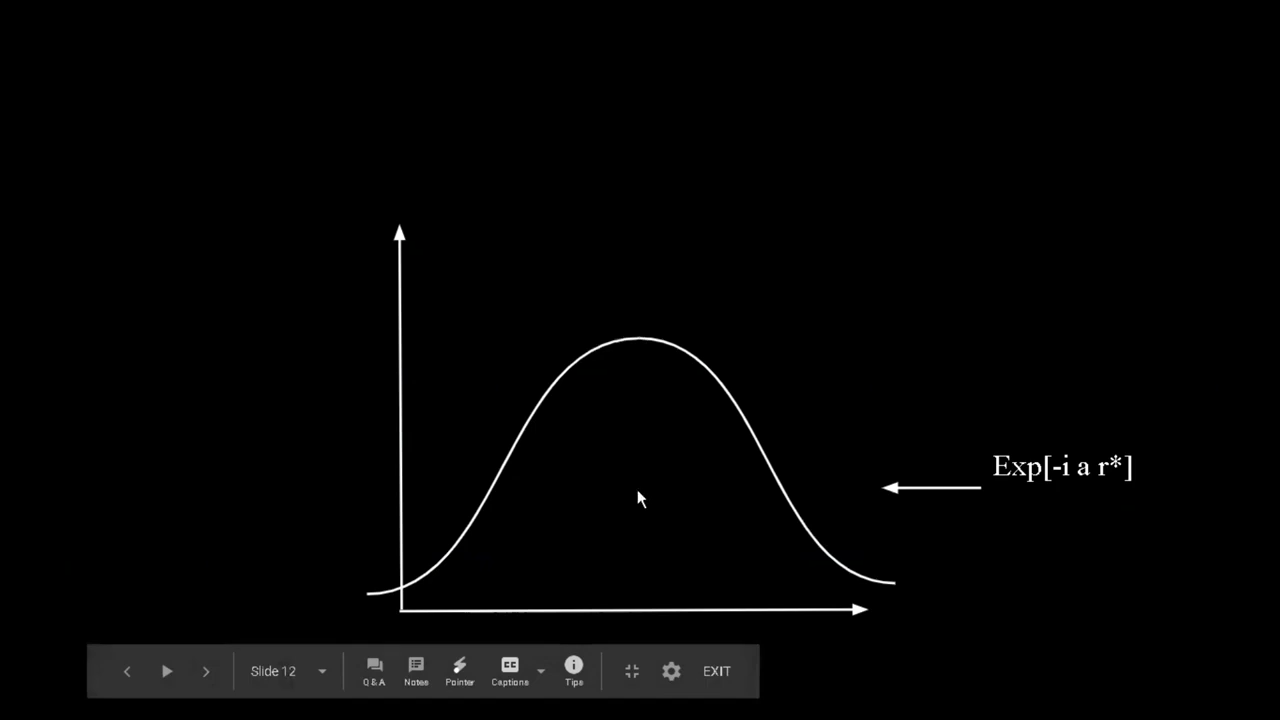 Exp[-i a r*]
Slide 12
Q & A
Notes
Pointer
Captions
Tips
EXIT